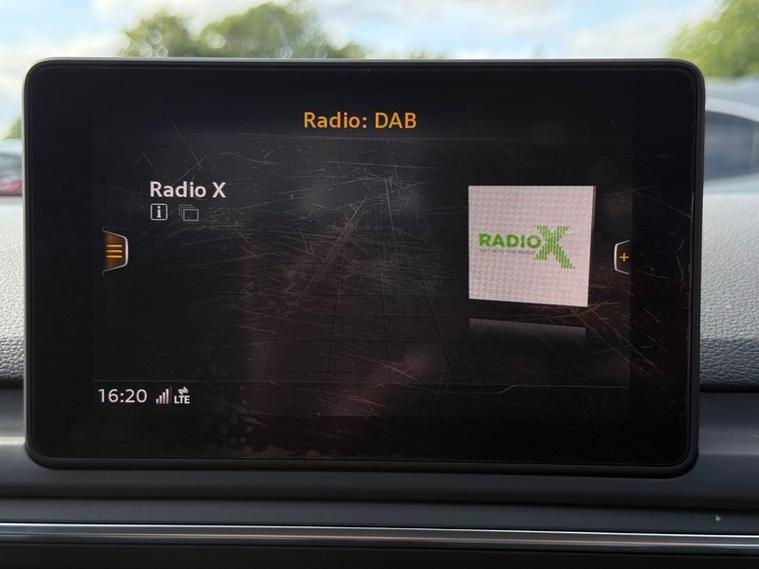 Radio: DAB
Radio X
RADIO X
16:20 LTE